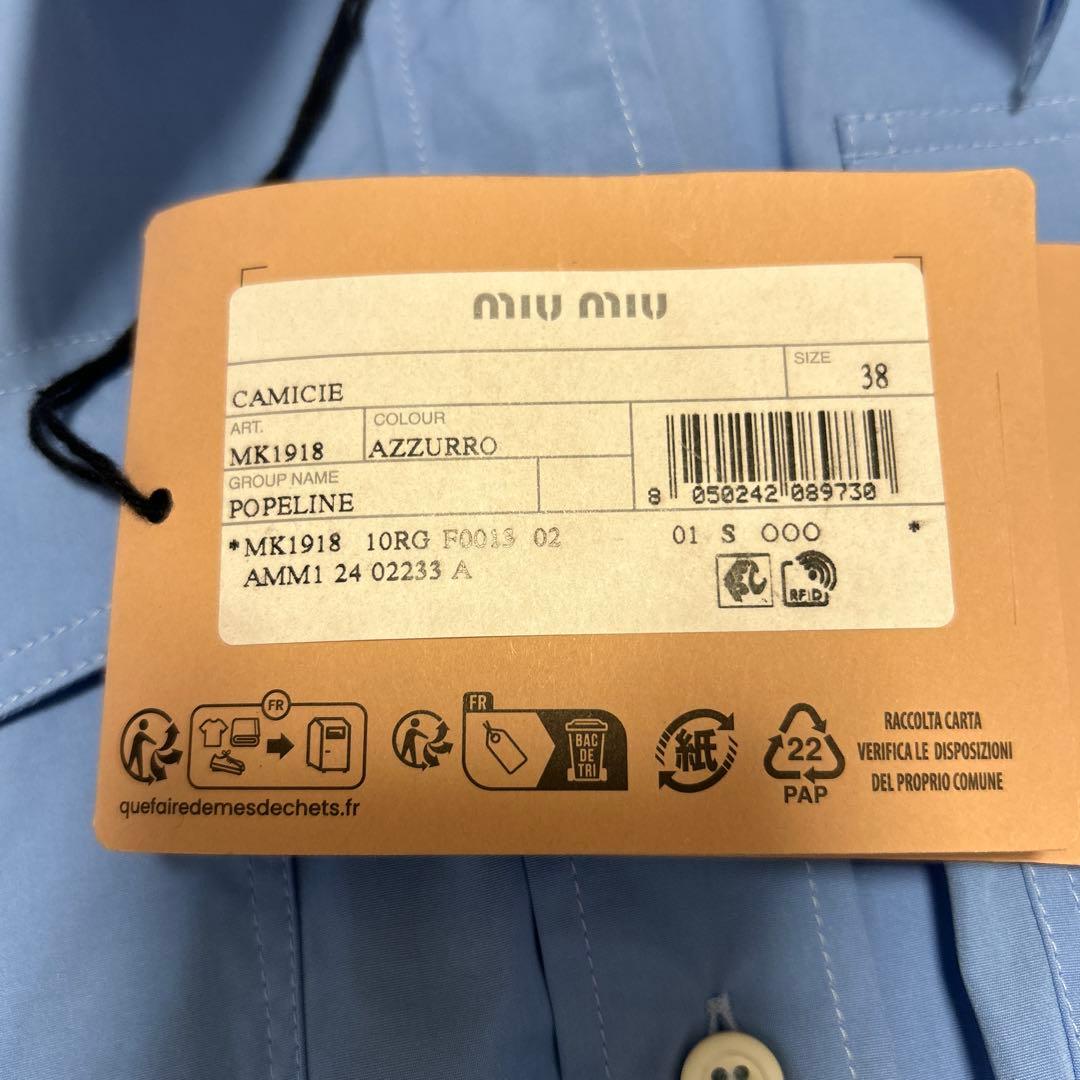 miu miu
CAMICIE
SIZE
38
ART.
MK1918
COLOUR
AZZURRO
GROUP NAME
POPELINE
8 050242 089730
*MK1918 10RG F0013 02 01 S OOO *
AMM1 24 02233 A
RFID
FR
quefairedemesdechets.fr
FR
BAC
DE
TRI
紙
22
PAP
RACCOLTA CARTA
VERIFICA LE DISPOSIZIONI
DEL PROPRIO COMUNE